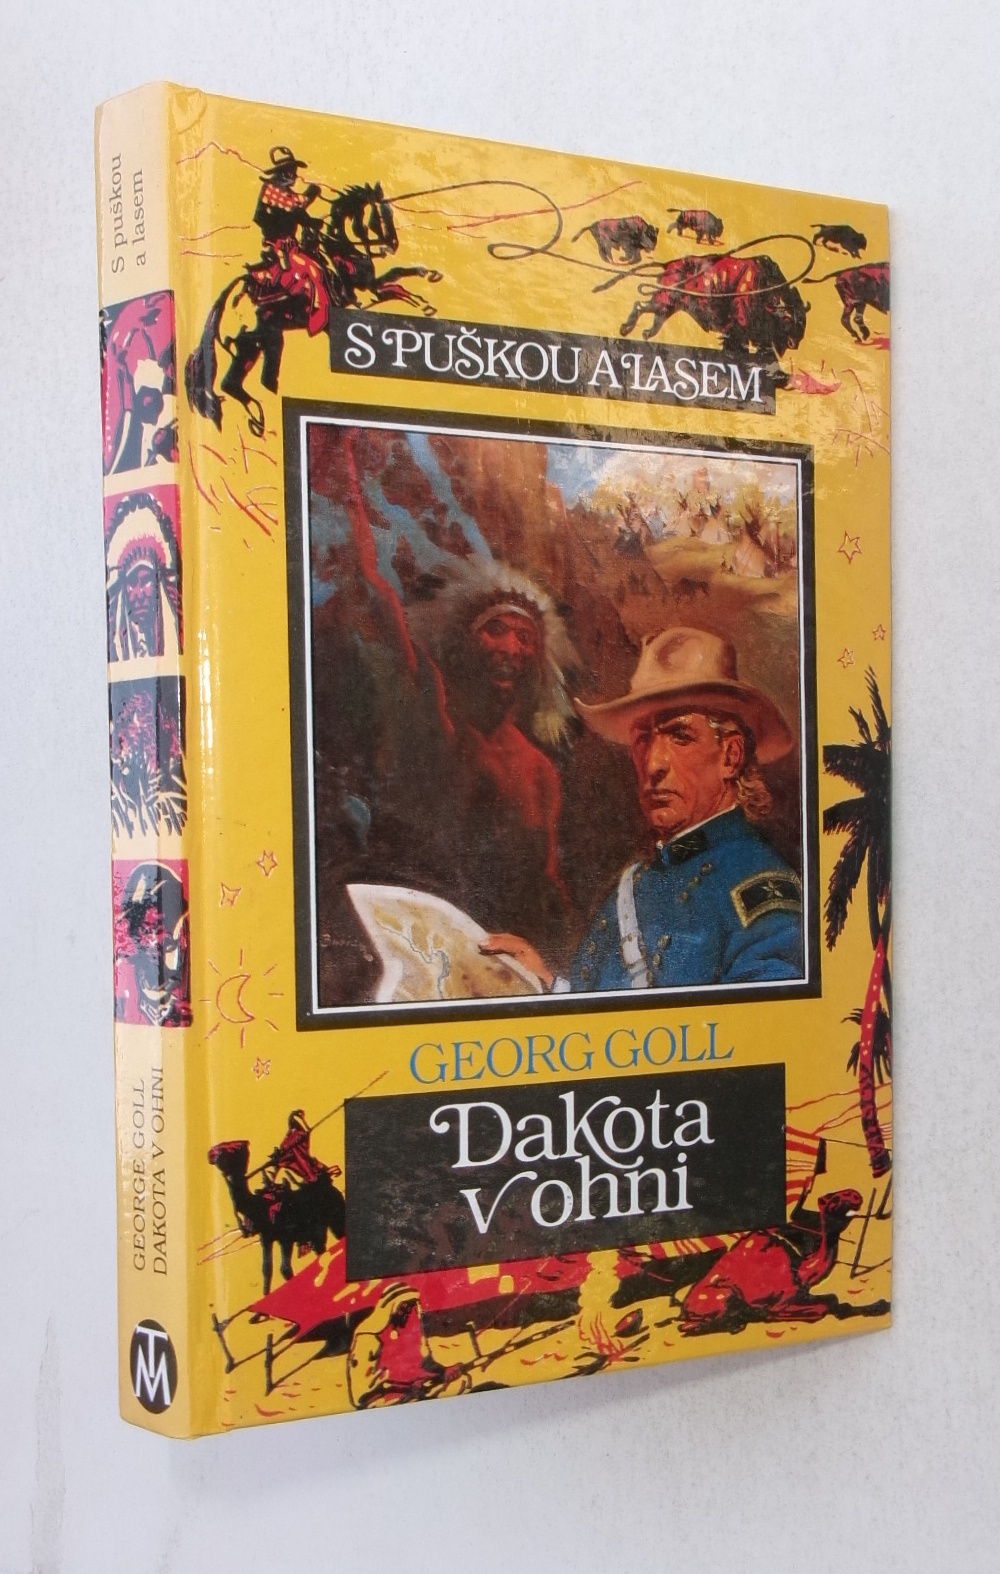 S puškou
a lasem
GEORGE GOLL
DAKOTA V OHNI
TM
S PUŠKOU A LASEM
GEORG GOLL
Dakota
v ohni